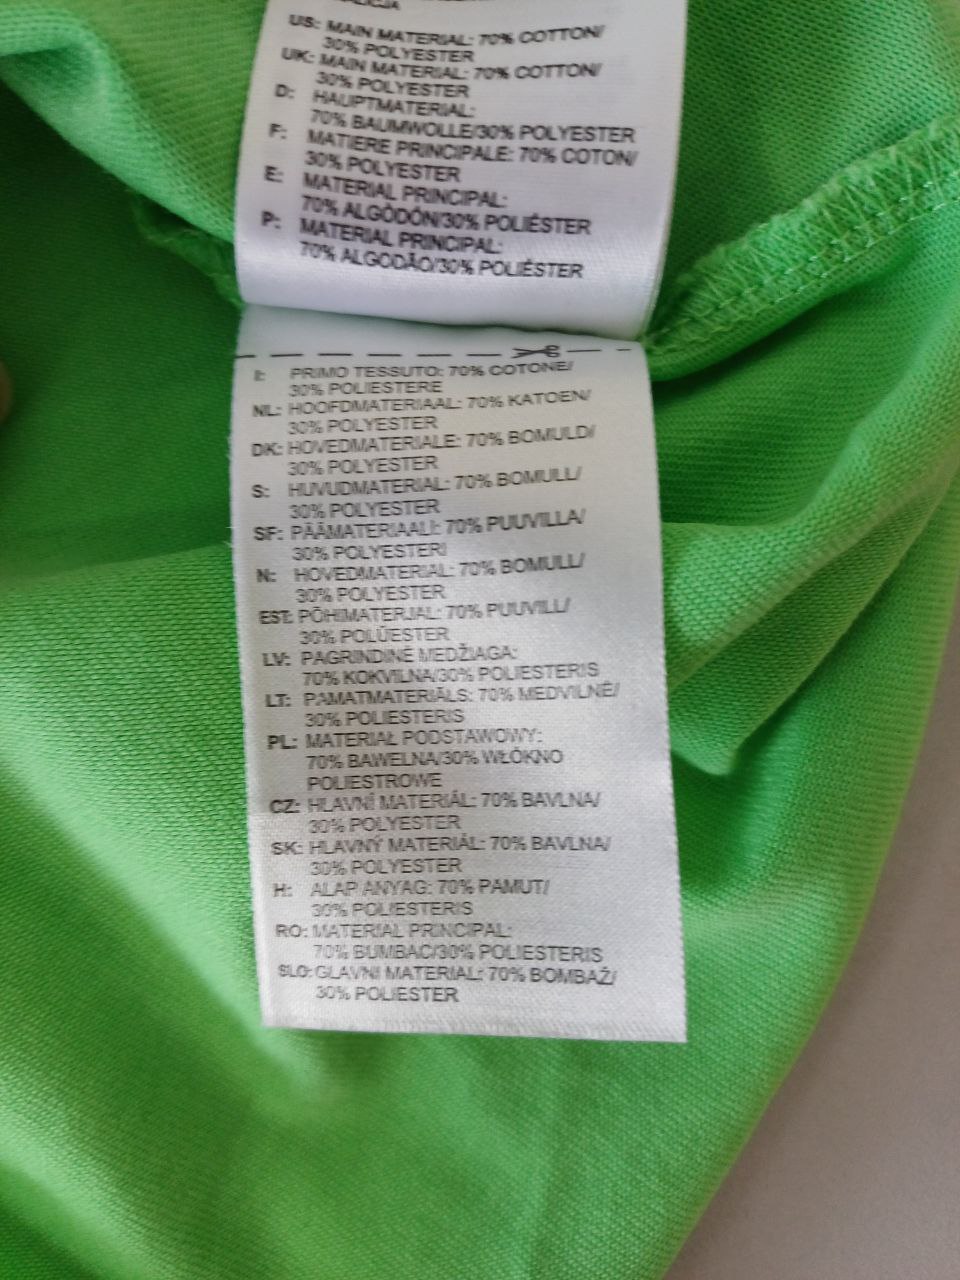 US: MAIN MATERIAL: 70% COTTON/
30% POLYESTER
UK: MAIN MATERIAL: 70% COTTON/
30% POLYESTER
D: HAUPTMATERIAL:
70% BAUMWOLLE/30% POLYESTER
F: MATIERE PRINCIPALE: 70% COTON/
30% POLYESTER
E: MATERIAL PRINCIPAL:
70% ALGÒDÓN/30% POLIÉSTER
P: MATERIAL PRINCIPAL:
70% ALGODÃO/30% POLIÉSTER
I: PRIMO TESSUTO: 70% COTONE/
30% POLIESTERE
NL: HOOFDMATERIAAL: 70% KATOEN/
30% POLYESTER
DK: HOVEDMATERIALE: 70% BOMULD/
30% POLYESTER
S: HUVUDMATERIAL: 70% BOMULL/
30% POLYESTER
SF: PÄÄMATERIAALI: 70% PUUVILLA/
30% POLYESTERI
N: HOVEDMATERIAL: 70% BOMULL/
30% POLYESTER
EST: PÕHIMATERJAL: 70% PUUVILL/
30% POLÜESTER
LV: PAGRINDINĖ MEDŽIAGA:
70% KOKVILNA/30% POLIESTERIS
LT: PAMATMATERIĀLS: 70% MEDVILNĖ/
30% POLIESTERIS
PL: MATERIAŁ PODSTAWOWY:
70% BAWELNA/30% WŁÓKNO
POLIESTROWE
CZ: HLAVNÍ MATERIÁL: 70% BAVLNA/
30% POLYESTER
SK: HLAVNÝ MATERIÁL: 70% BAVLNA/
30% POLYESTER
H: ALAP ANYAG: 70% PAMUT/
30% POLIESTERIS
RO: MATERIAL PRINCIPAL:
70% BUMBAC/30% POLIESTERIS
SLO: GLAVNI MATERIAL: 70% BOMBAŽ/
30% POLIESTER